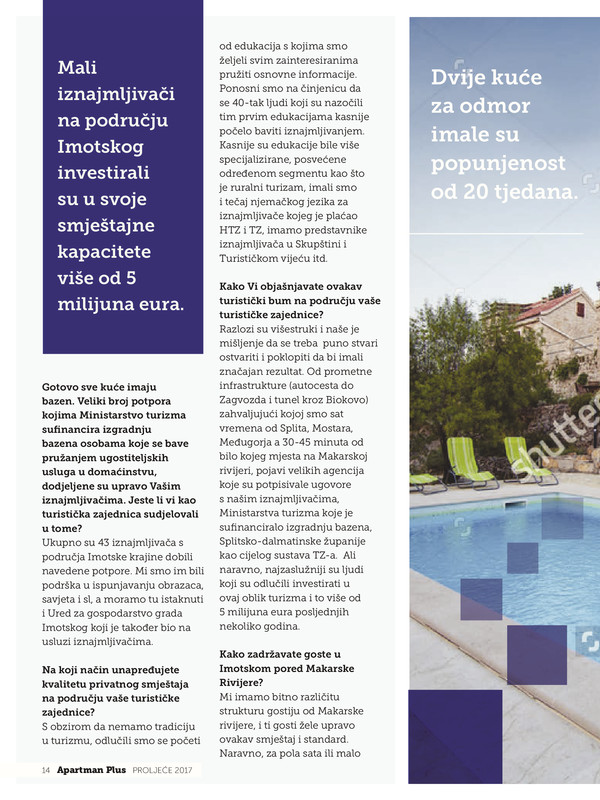 Mali
iznajmljivači
na području
Imotskog
investirali
su u svoje
smještajne
kapacitete
više od 5
milijuna eura.
Gotovo sve kuće imaju
bazen. Veliki broj potpora
kojima Ministarstvo turizma
sufinancira izgradnju
bazena osobama koje se bave
pružanjem ugostiteljskih
usluga u domaćinstvu,
dodjeljene su upravo Vašim
iznajmljivačima. Jeste li vi kao
turistička zajednica sudjelovali
u tome?
Ukupno su 43 iznajmljivača s
područja Imotske krajine dobili
navedene potpore. Mi smo im bili
podrška u ispunjavanju obrazaca,
savjeta i sl, a moramo tu istaknuti
i Ured za gospodarstvo grada
Imotskog koji je također bio na
usluzi iznajmljivačima.
Na koji način unapređujete
kvalitetu privatnog smještaja
na području vaše turističke
zajednice?
S obzirom da nemamo tradiciju
u turizmu, odlučili smo se početi
od edukacija s kojima smo
željeli svim zainteresiranima
pružiti osnovne informacije.
Ponosni smo na činjenicu da
se 40-tak ljudi koji su nazočili
tim prvim edukacijama kasnije
počelo baviti iznajmljivanjem.
Kasnije su edukacije bile više
specijalizirane, posvećene
određenom segmentu kao što
je ruralni turizam, imali smo
i tečaj njemačkog jezika za
iznajmljivače kojeg je plaćao
HTZ i TZ, imamo predstavnike
iznajmljivača u Skupštini i
Turističkom vijeću itd.
Kako Vi objašnjavate ovakav
turistički bum na području vaše
turističke zajednice?
Razlozi su višestruki i naše je
mišljenje da se treba puno stvari
ostvariti i poklopiti da bi imali
značajan rezultat. Od prometne
infrastrukture (autocesta do
Zagvozda i tunel kroz Biokovo)
zahvaljujući kojoj smo sat
vremena od Splita, Mostara,
Međugorja a 30-45 minuta od
bilo kojeg mjesta na Makarskoj
rivijeri, pojavi velikih agencija
koje su potpisivale ugovore
s našim iznajmljivačima,
Ministarstva turizma koje je
sufinanciralo izgradnju bazena,
Splitsko-dalmatinske županije
kao cijelog sustava TZ-a. Ali
naravno, najzaslužniji su ljudi
koji su odlučili investirati u
ovaj oblik turizma i to više od
5 milijuna eura posljednjih
nekoliko godina.
Kako zadržavate goste u
Imotskom pored Makarske
Rivijere?
Mi imamo bitno različitu
strukturu gostiju od Makarske
rivijere, i ti gosti žele upravo
ovakav smještaj i standard.
Naravno, za pola sata ili malo
Dvije kuće
za odmor
imale su
popunjenost
od 20 tjedana.
shutter
14 Apartman Plus PROLJEĆE 2017